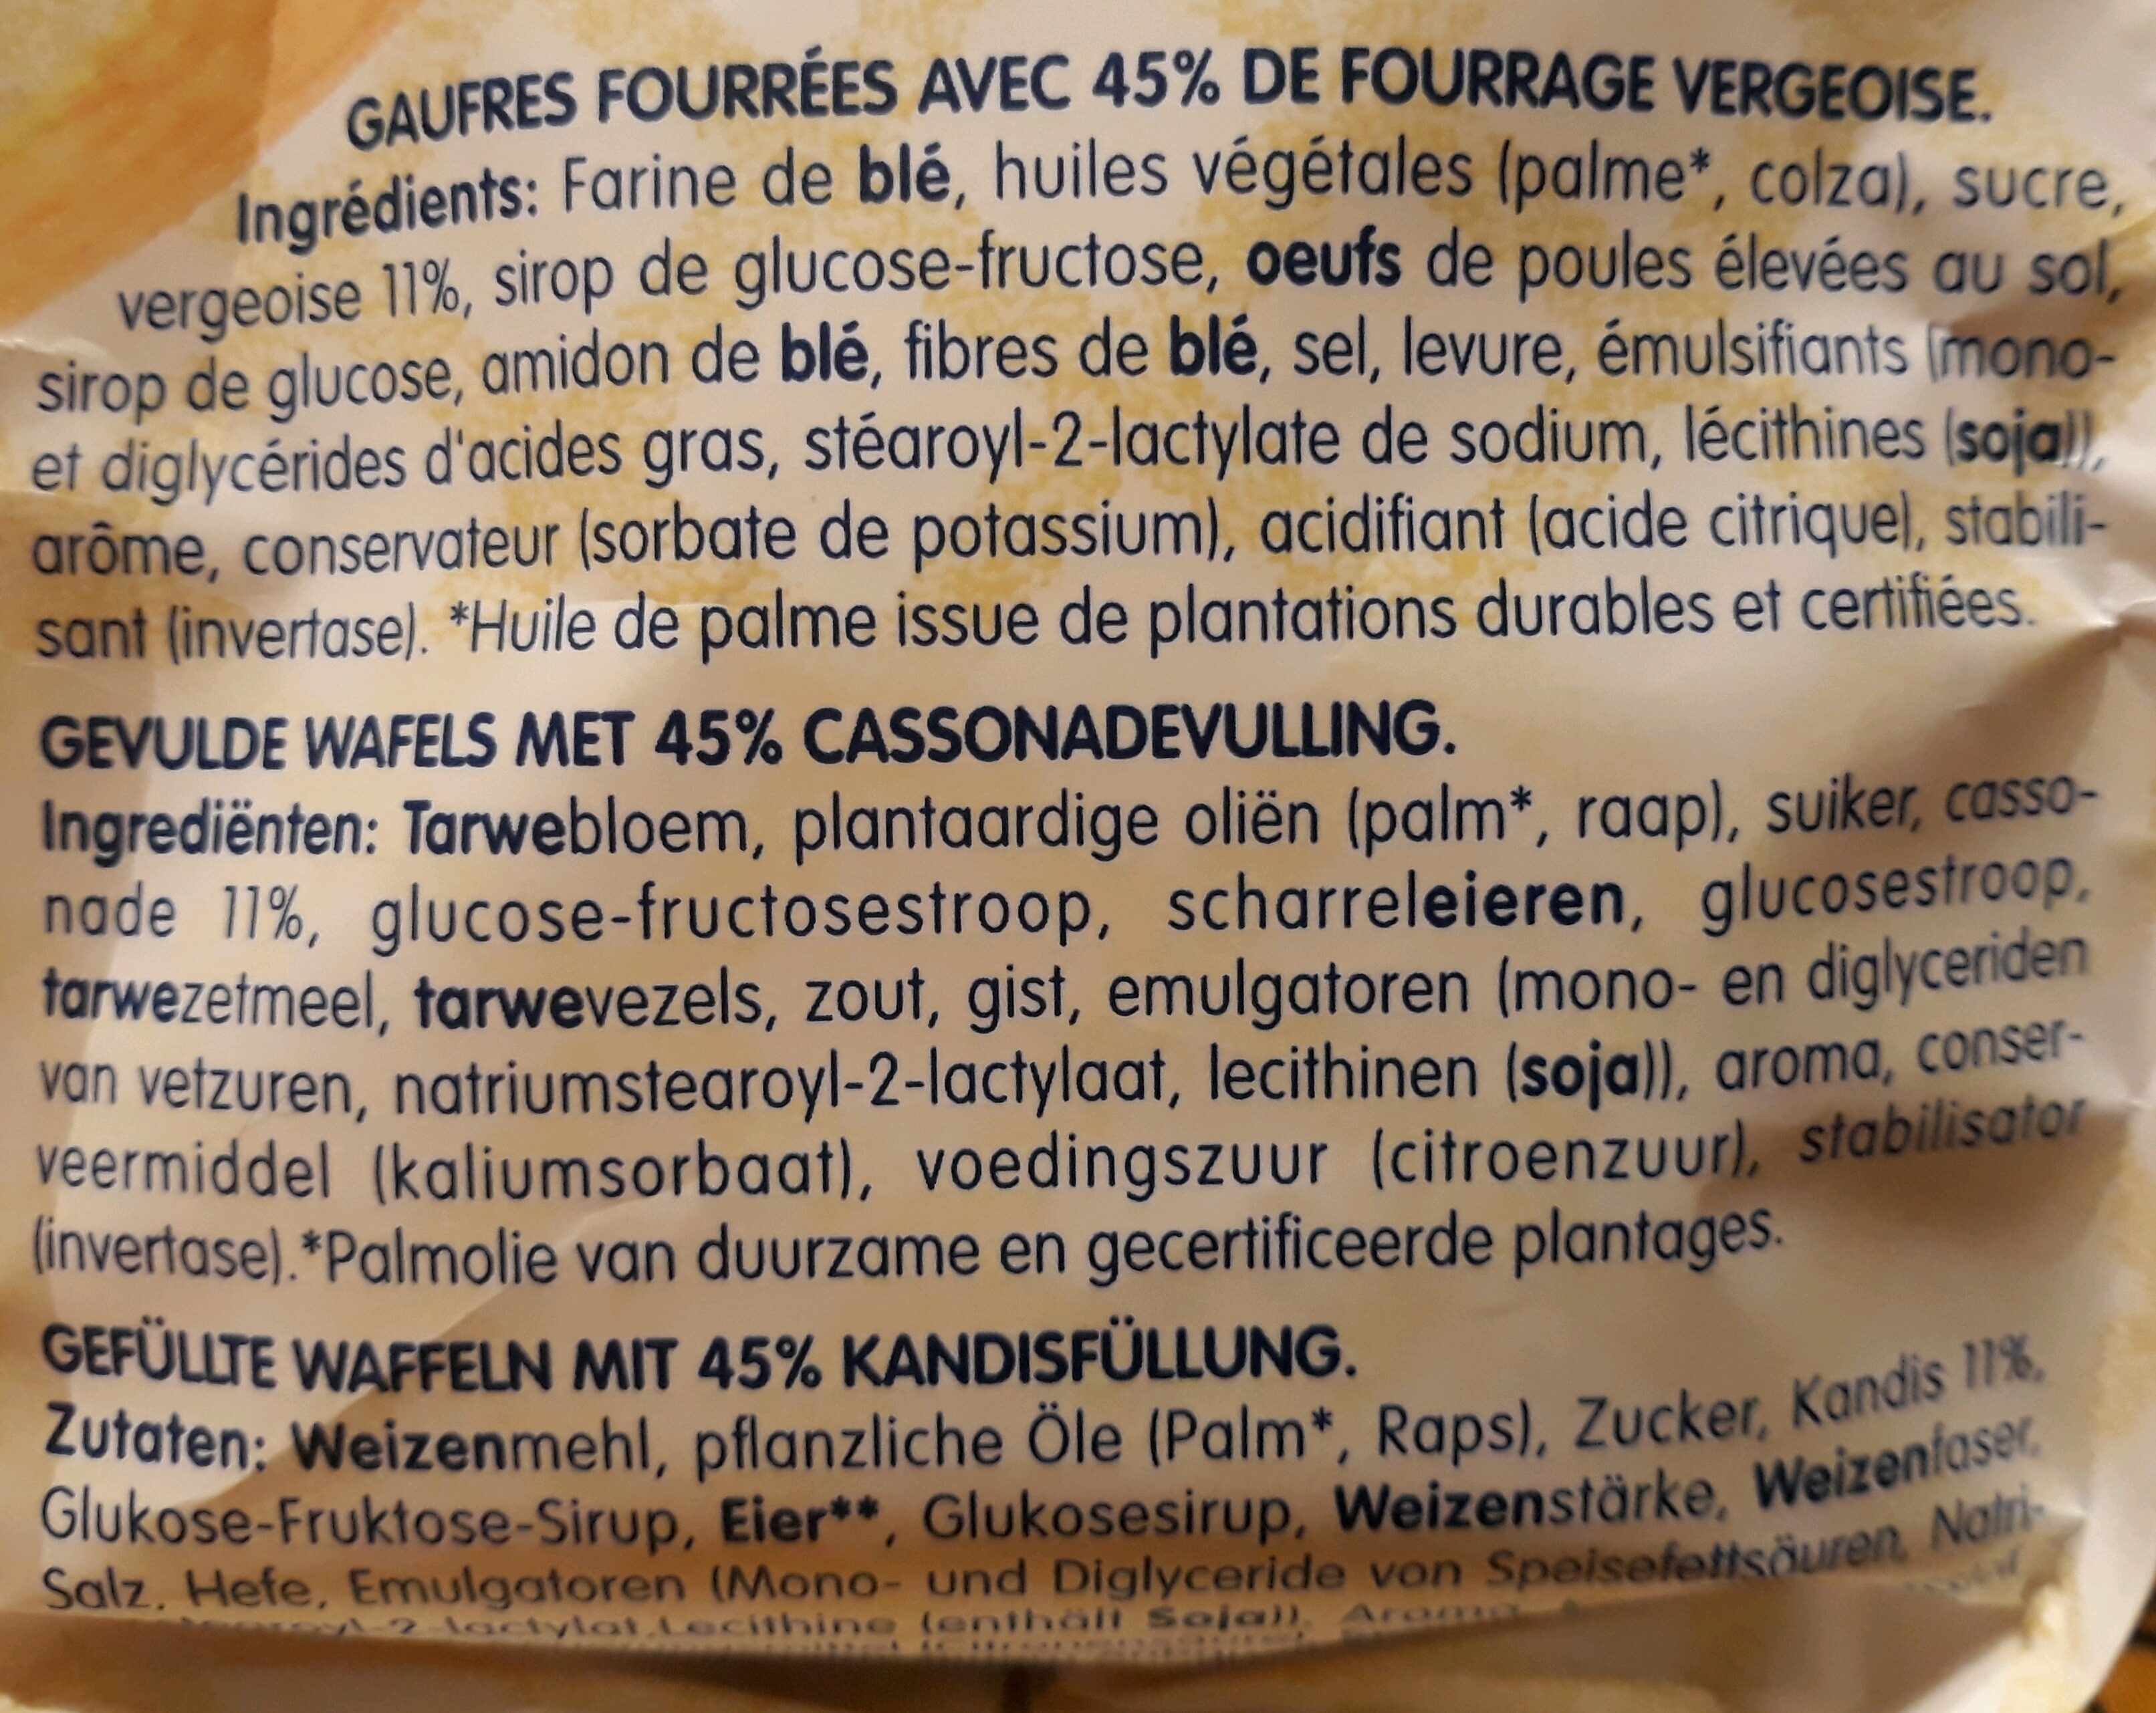 GAUFRES FOURRÉES AVEC 45% DE FOURRAGE VERGEOISE.
Ingrédients: Farine de blé, huiles végétales (palme*, colza), sucre,
vergeoise 11%, sirop de glucose-fructose, oeufs de poules élevées au sol,
sirop de glucose, amidon de blé, fibres de blé, sel, levure, émulsifiants (mono-
et diglycérides d'acides gras, stéaroyl-2-lactylate de sodium, lécithines (soja)),
arôme, conservateur (sorbate de potassium), acidifiant (acide citrique), stabili-
sant (invertase). *Huile de palme issue de plantations durables et certifiées.
GEVULDE WAFELS MET 45% CASSONADEVULLING.
Ingrediënten: Tarwebloem, plantaardige oliën (palm*, raap), suiker, casso-
nade 11%, glucose-fructosestroop, scharreleieren, glucosestroop,
tarwezetmeel, tarwevezels, zout, gist, emulgatoren (mono- en diglyceriden
van vetzuren, natriumstearoyl-2-lactylaat, lecithinen (soja)), aroma, conser-
veermiddel (kaliumsorbaat), voedingszuur (citroenzuur), stabilisator
(invertase).*Palmolie van duurzame en gecertificeerde plantages.
GEFÜLLTE WAFFELN MIT 45% KANDISFÜLLUNG.
Zutaten: Weizenmehl, pflanzliche Öle (Palm*, Raps), Zucker, Kandis 11%,
Glukose-Fruktose-Sirup, Eier**, Glukosesirup, Weizenstärke, Weizenfaser,
Salz, Hefe, Emulgatoren (Mono- und Diglyceride von Speisefettsäuren, Natri-
2-lactylat, Lecithine (enthält Soja)), Aroma,